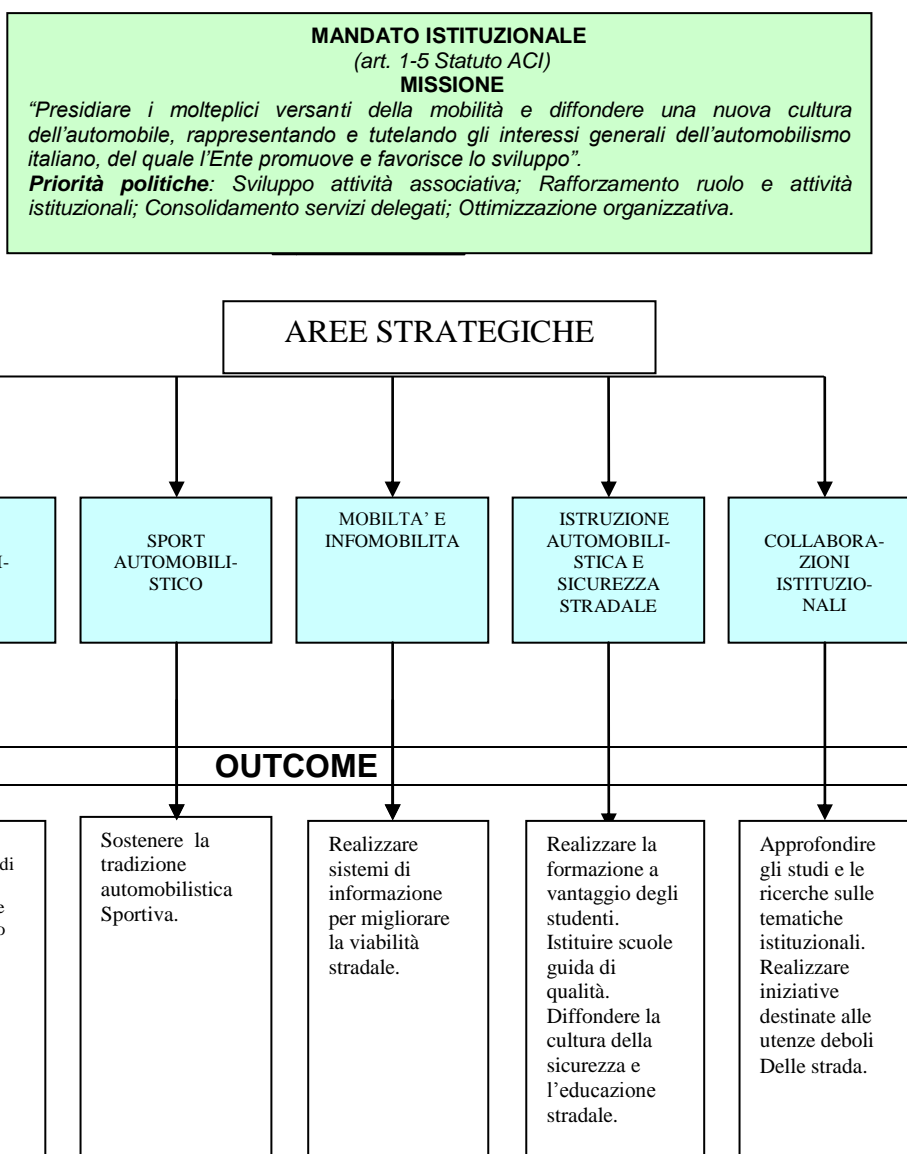 MANDATO ISTITUZIONALE
(art. 1-5 Statuto ACI)
MISSIONE
“Presidiare i molteplici versanti della mobilità e diffondere una nuova cultura
dell’automobile, rappresentando e tutelando gli interessi generali dell’automobilismo
italiano, del quale l’Ente promuove e favorisce lo sviluppo”.
Priorità politiche: Sviluppo attività associativa; Rafforzamento ruolo e attività
istituzionali; Consolidamento servizi delegati; Ottimizzazione organizzativa.
AREE STRATEGICHE
SPORT
AUTOMOBILI-
STICO
MOBILTA’ E
INFOMOBILITA
ISTRUZIONE
AUTOMOBILI-
STICA E
SICUREZZA
STRADALE
COLLABORA-
ZIONI
ISTITUZIO-
NALI
OUTCOME
di
Sostenere la
tradizione
automobilistica
Sportiva.
Realizzare
sistemi di
informazione
per migliorare
la viabilità
stradale.
Realizzare la
formazione a
vantaggio degli
studenti.
Istituire scuole
guida di
qualità.
Diffondere la
cultura della
sicurezza e
l’educazione
stradale.
Approfondire
gli studi e le
ricerche sulle
tematiche
istituzionali.
Realizzare
iniziative
destinate alle
utenze deboli
Delle strada.